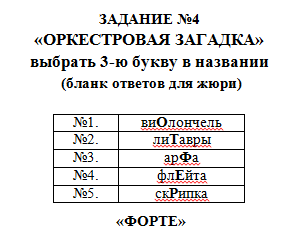 ЗАДАНИЕ №4
«ОРКЕСТРОВАЯ ЗАГАДКА»
выбрать 3-ю букву в названии
(бланк ответов для жюри)
№1. виОлончель
№2. лиТавры
№3. арФа
№4. флЕйта
№5. скРипка
«ФОРТЕ»